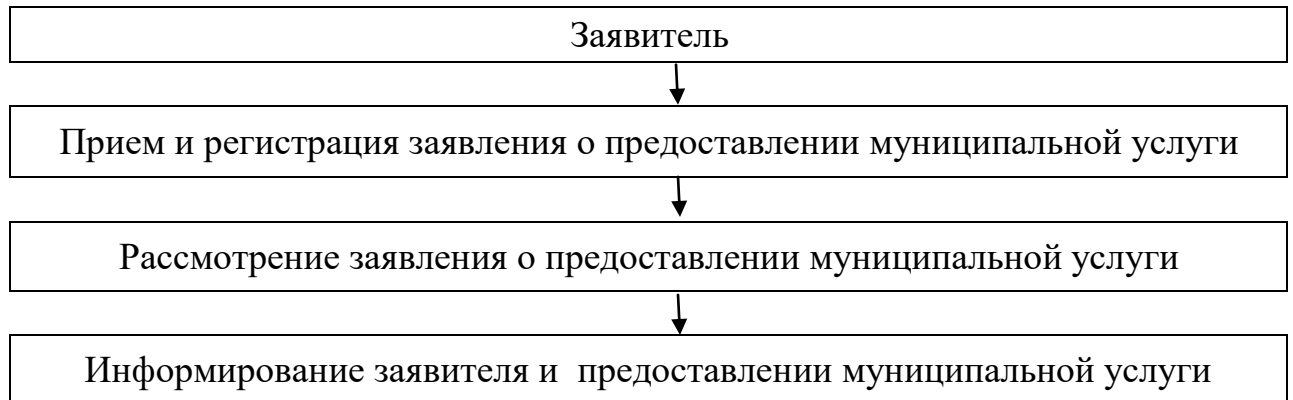 Заявитель
Прием и регистрация заявления о предоставлении муниципальной услуги
Рассмотрение заявления о предоставлении муниципальной услуги
Информирование заявителя и  предоставлении муниципальной услуги